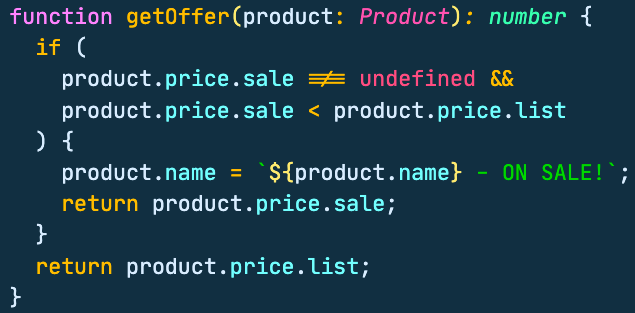 function getOffer(product: Product): number {
  if (
    product.price.sale !== undefined &&
    product.price.sale < product.price.list
  ) {
    product.name = `${product.name} - ON SALE!`;
    return product.price.sale;
  }
  return product.price.list;
}